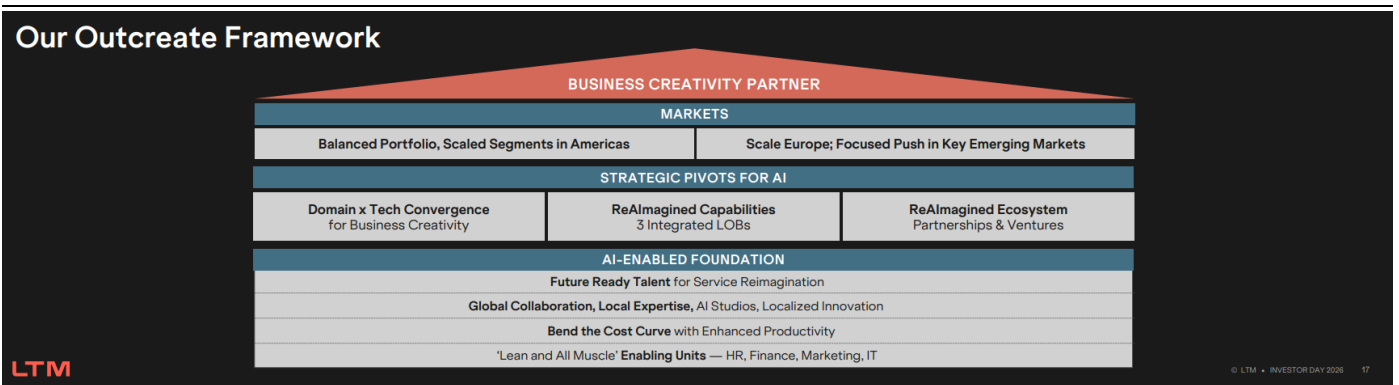 Our Outcreate Framework
BUSINESS CREATIVITY PARTNER
MARKETS
Balanced Portfolio, Scaled Segments in Americas
Scale Europe; Focused Push in Key Emerging Markets
STRATEGIC PIVOTS FOR AI
Domain x Tech Convergence
for Business Creativity
ReAImagined Capabilities
3 Integrated LOBs
ReAImagined Ecosystem
Partnerships & Ventures
AI-ENABLED FOUNDATION
Future Ready Talent for Service Reimagination
Global Collaboration, Local Expertise, AI Studios, Localized Innovation
Bend the Cost Curve with Enhanced Productivity
‘Lean and All Muscle’ Enabling Units — HR, Finance, Marketing, IT
LTM
© LTM • INVESTOR DAY 2026 17